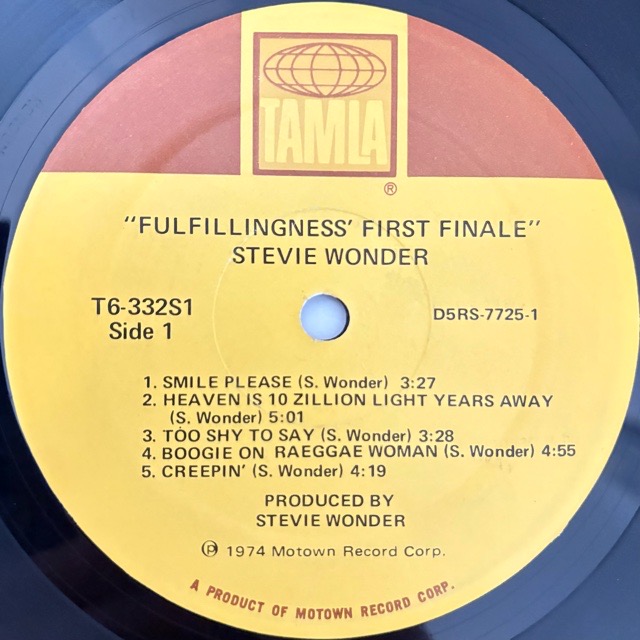 TAMLA
®
"FULFILLINGNESS' FIRST FINALE"
STEVIE WONDER
T6-332S1
Side 1
D5RS-7725-1
1. SMILE PLEASE (S. Wonder) 3:27
2. HEAVEN IS 10 ZILLION LIGHT YEARS AWAY
(S. Wonder) 5:01
3. TOO SHY TO SAY (S. Wonder) 3:28
4. BOOGIE ON RAEGGAE WOMAN (S. Wonder) 4:55
5. CREEPIN' (S. Wonder) 4:19
PRODUCED BY
STEVIE WONDER
℗ 1974 Motown Record Corp.
A PRODUCT OF MOTOWN RECORD CORP.